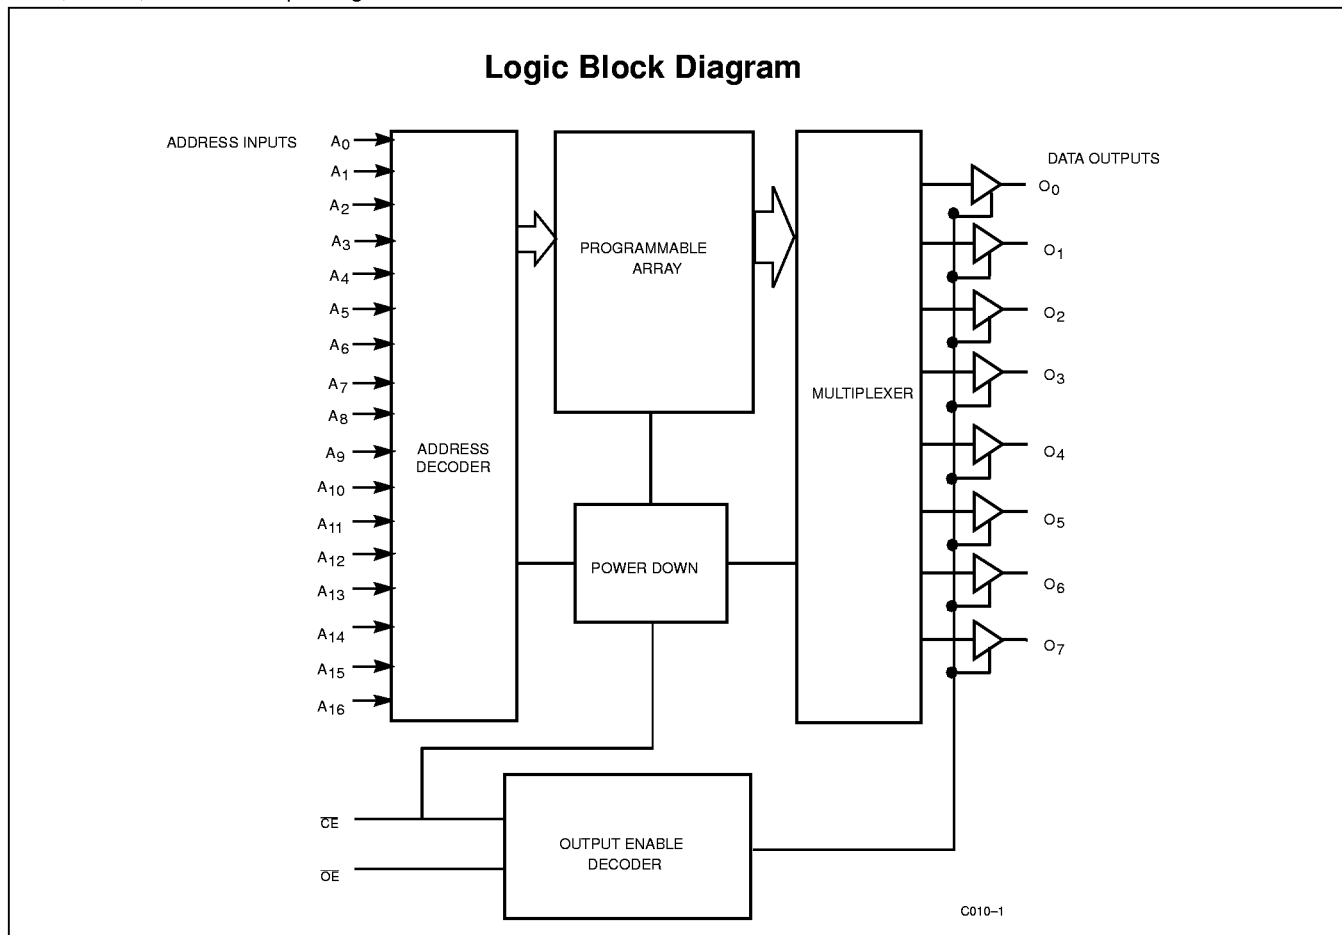 Logic Block Diagram
ADDRESS INPUTS
A0
A1
A2
A3
A4
A5
A6
A7
A8
A9
A10
A11
A12
A13
A14
A15
A16
ADDRESS
DECODER
PROGRAMMABLE
ARRAY
POWER DOWN
MULTIPLEXER
DATA OUTPUTS
O0
O1
O2
O3
O4
O5
O6
O7
CE
OE
OUTPUT ENABLE
DECODER
C010–1